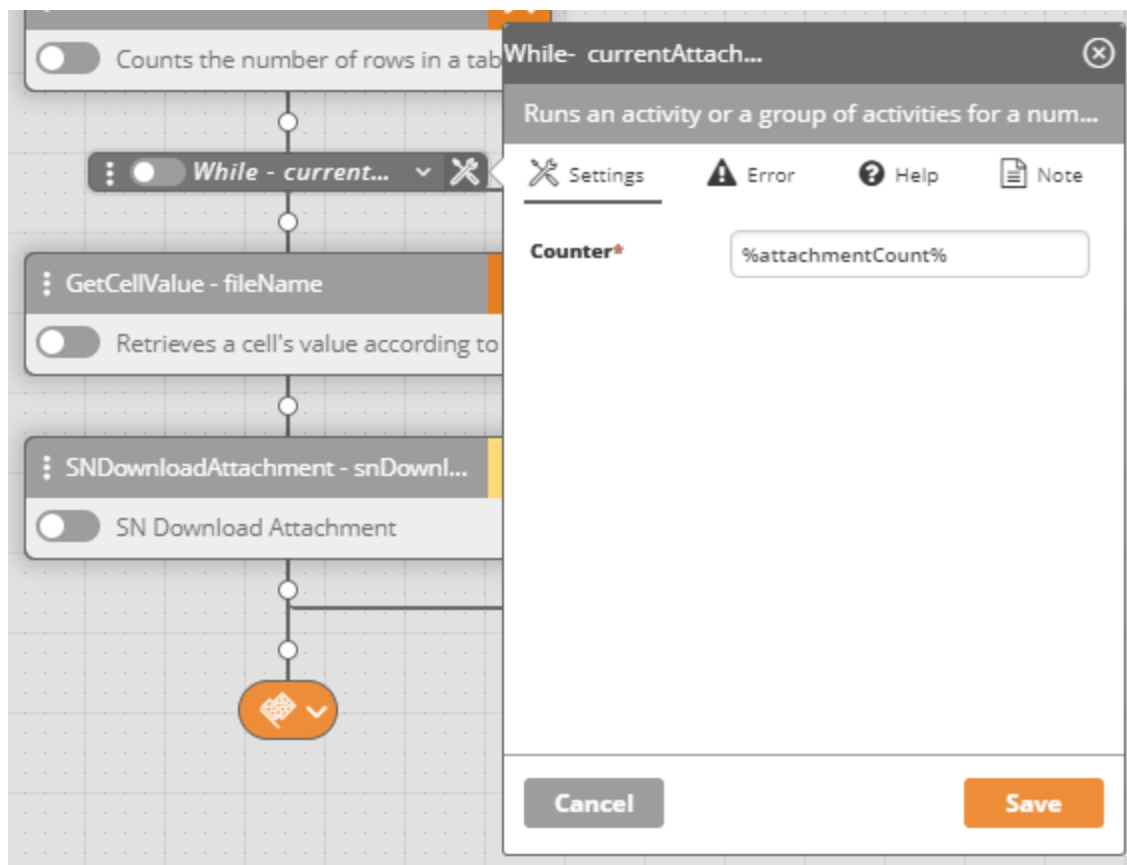 Counts the number of rows in a tab
While - current...
GetCellValue - fileName
Retrieves a cell's value according to
SNDownloadAttachment - snDownl...
SN Download Attachment
While- currentAttach...
Runs an activity or a group of activities for a num...
Settings Error Help Note
Counter* %attachmentCount%
Cancel Save